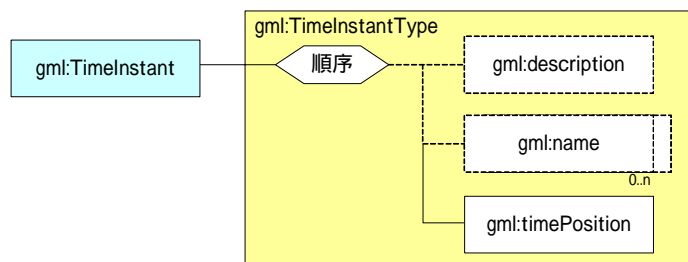 gml:TimeInstantType
gml:TimeInstant
順序
gml:description
gml:name
0..n
gml:timePosition